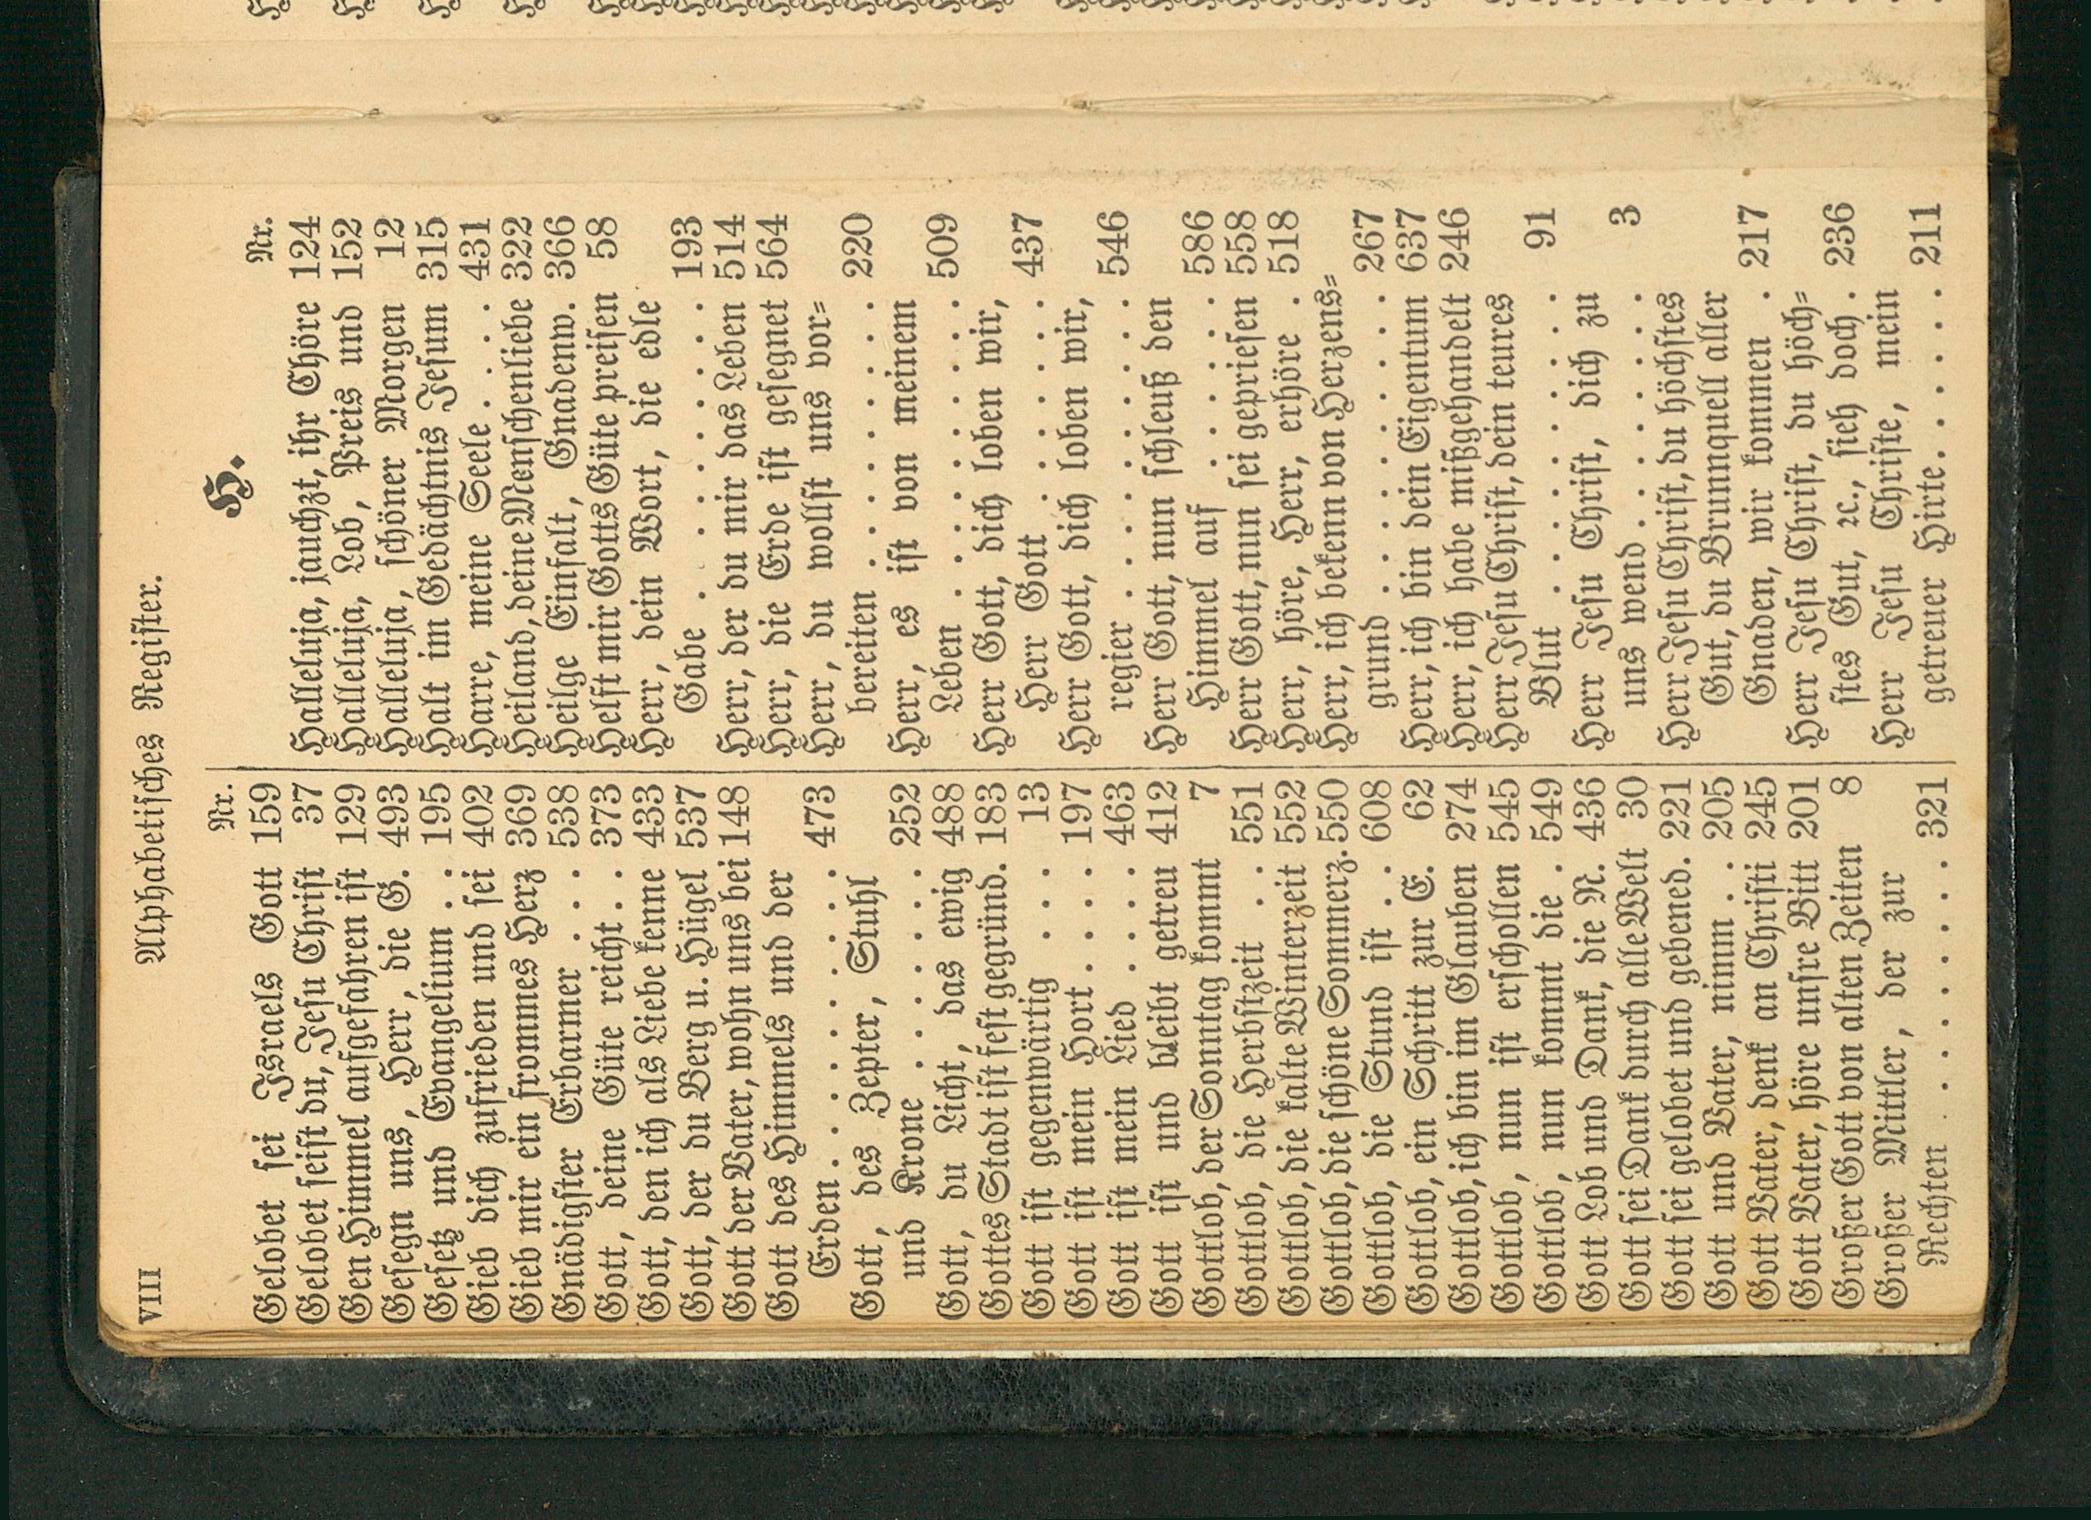 VIII
Alphabetisches Register.
Nr.
Gelobet sei Israels Gott 159
Gelobet seist du, Jesu Christ 37
Gen Himmel aufgefahren ist 129
Gesegn uns, Herr, die G. 493
Gesetz und Evangelium . . 195
Gieb dich zufrieden und sei 402
Gieb mir ein frommes Herz 369
Gnädigster Erbarmer . . . 538
Gott, deine Güte reicht . . 373
Gott, den ich als Liebe kenne 433
Gott, der du Berg u. Hügel 537
Gott der Vater, wohn uns bei 148
Gott des Himmels und der
Erden . . . . . . . . 473
Gott, des Zepter, Stuhl
und Krone . . . . . . 252
Gott, du Licht, das ewig 488
Gottes Stadt ist fest gegründ. 183
Gott ist gegenwärtig . . . 13
Gott ist mein Hort . . . . 197
Gott ist mein Lied . . . . 463
Gott ist und bleibt getreu 412
Gottlob, der Sonntag kommt 7
Gottlob, die Herbstzeit . . 551
Gottlob, die kalte Winterzeit 552
Gottlob, die schöne Sommerz. 550
Gottlob, die Stund ist . . 608
Gottlob, ein Schritt zur E. 62
Gottlob, ich bin im Glauben 274
Gottlob, nun ist erschollen 545
Gottlob, nun kommt die . 549
Gott Lob und Dank, die N. 436
Gott sei Dank durch alle Welt 30
Gott sei gelobet und gebened. 221
Gott und Vater, nimm . . 205
Gott Vater, denk an Christi 245
Gott Vater, höre unsre Bitt 201
Großer Gott von alten Zeiten 8
Großer Mittler, der zur
Rechten . . . . . . . 321
H.
Nr.
Halleluja, jauchzt, ihr Chöre 124
Halleluja, Lob, Preis und 152
Halleluja, schöner Morgen 12
Halt im Gedächtnis Jesum 315
Harre, meine Seele . . . . 431
Heiland, deine Menschenliebe 322
Heilge Einfalt, Gnadenw. 366
Helft mir Gotts Güte preisen 58
Herr, dein Wort, die edle
Gabe . . . . . . . . 193
Herr, der du mir das Leben 514
Herr, die Erde ist gesegnet 564
Herr, du wollst uns vor=
bereiten . . . . . . . 220
Herr, es ist von meinem
Leben . . . . . . . . 509
Herr Gott, dich loben wir,
Herr Gott . . . . . . 437
Herr Gott, dich loben wir,
regier . . . . . . . . 546
Herr Gott, nun schleuß den
Himmel auf . . . . . 586
Herr Gott, nun sei gepriesen 558
Herr, höre, Herr, erhöre . 518
Herr, ich bekenn von Herzens=
grund . . . . . . . . 267
Herr, ich bin dein Eigentum 637
Herr, ich habe mißgehandelt 246
Herr Jesu Christ, dein teures
Blut . . . . . . . . 91
Herr Jesu Christ, dich zu
uns wend . . . . . . 3
Herr Jesu Christ, du höchstes
Gut, du Brunnquell aller
Gnaden, wir kommen . 217
Herr Jesu Christ, du höch=
stes Gut, ꝛc., sieh doch . 236
Herr Jesu Christe, mein
getreuer Hirte . . . . . 211